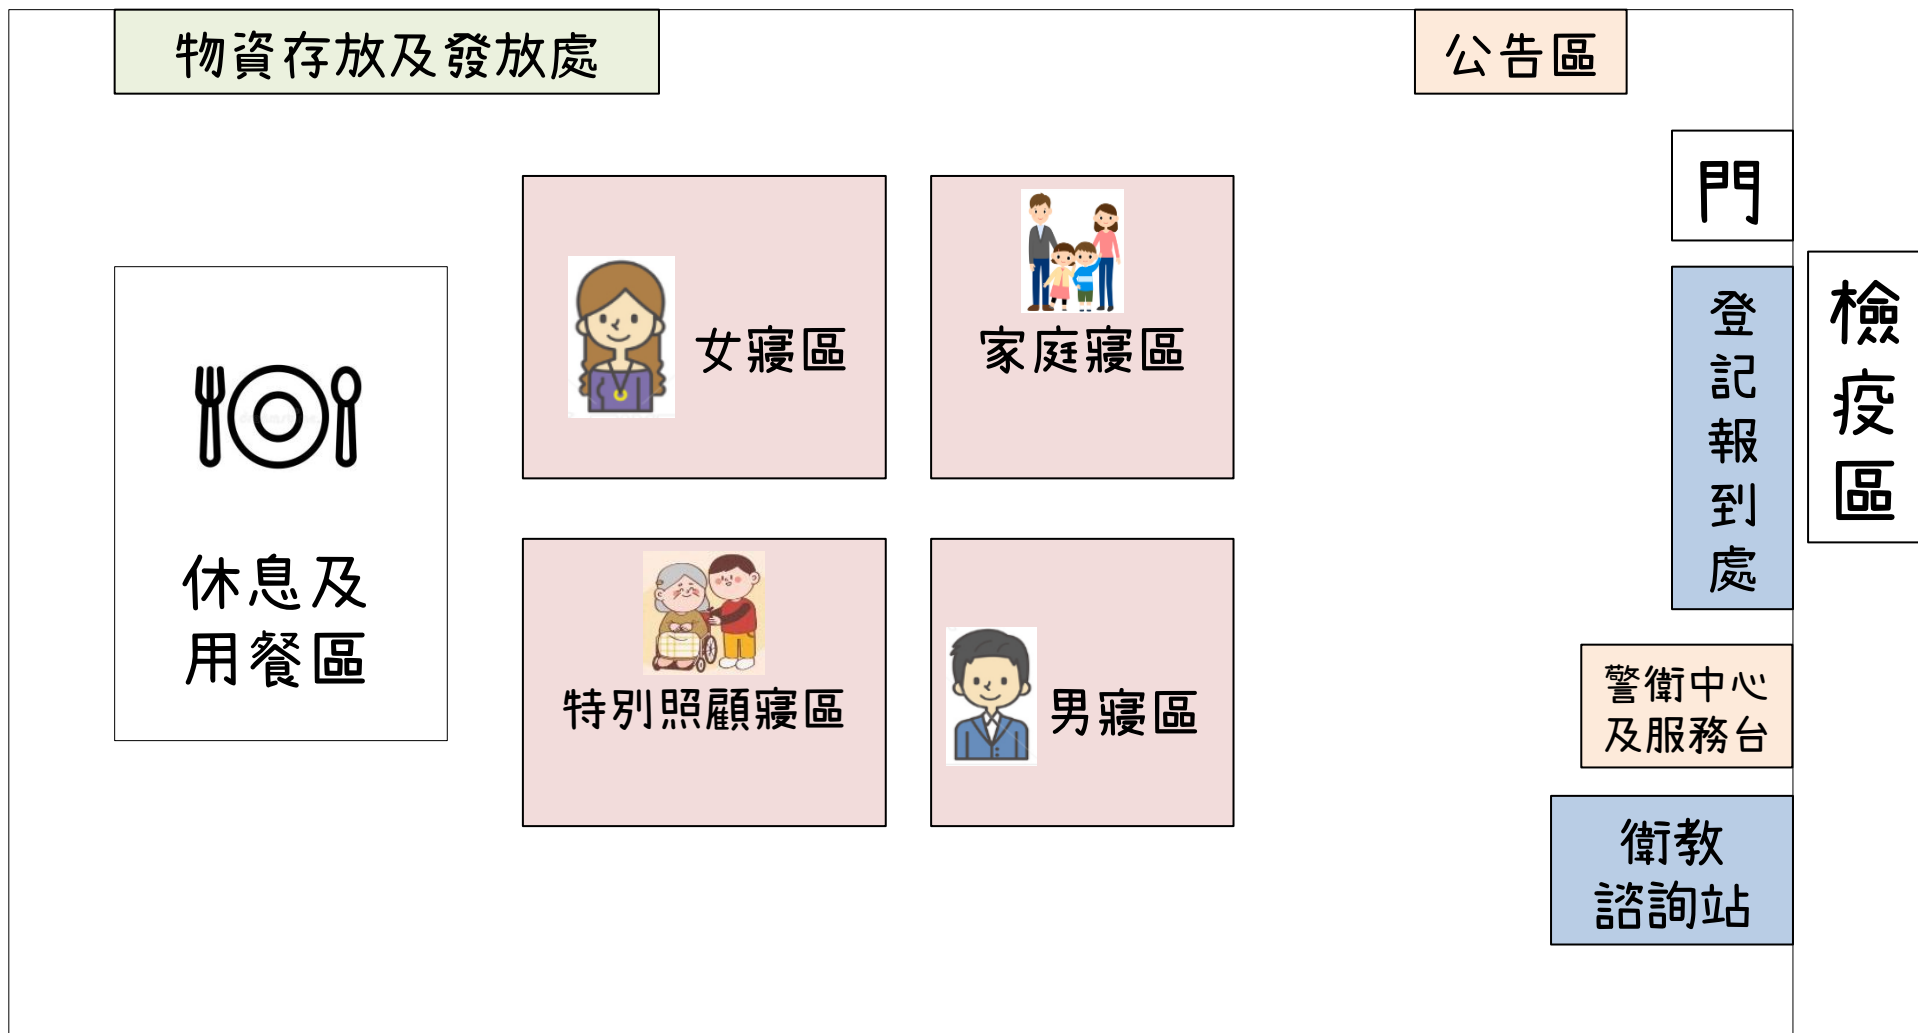 物資存放及發放處
公告區
門
檢疫區
女寢區
家庭寢區
登記報到處
休息及
用餐區
特別照顧寢區
男寢區
警衛中心
及服務台
衛教
諮詢站